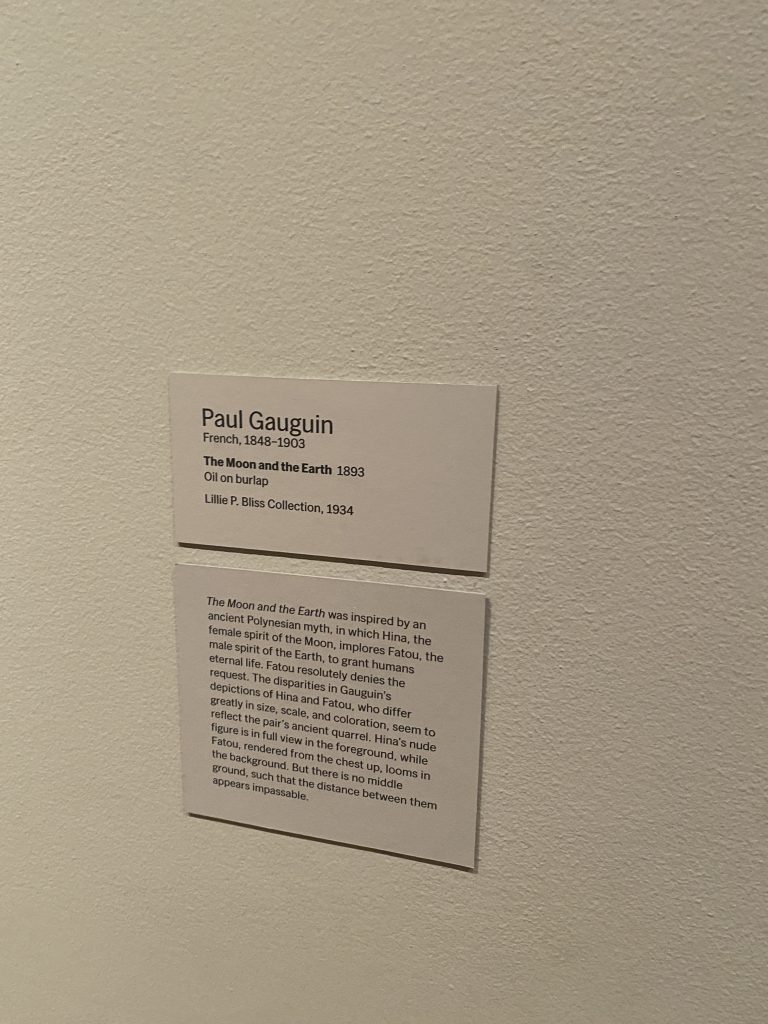 Paul Gauguin
French, 1848–1903
The Moon and the Earth 1893
Oil on burlap
Lillie P. Bliss Collection, 1934
The Moon and the Earth was inspired by an
ancient Polynesian myth, in which Hina, the
female spirit of the Moon, implores Fatou, the
male spirit of the Earth, to grant humans
eternal life. Fatou resolutely denies the
request. The disparities in Gauguin's
depictions of Hina and Fatou, who differ
greatly in size, scale, and coloration, seem to
reflect the pair's ancient quarrel. Hina's nude
figure is in full view in the foreground, while
Fatou, rendered from the chest up, looms in
the background. But there is no middle
ground, such that the distance between them
appears impassable.